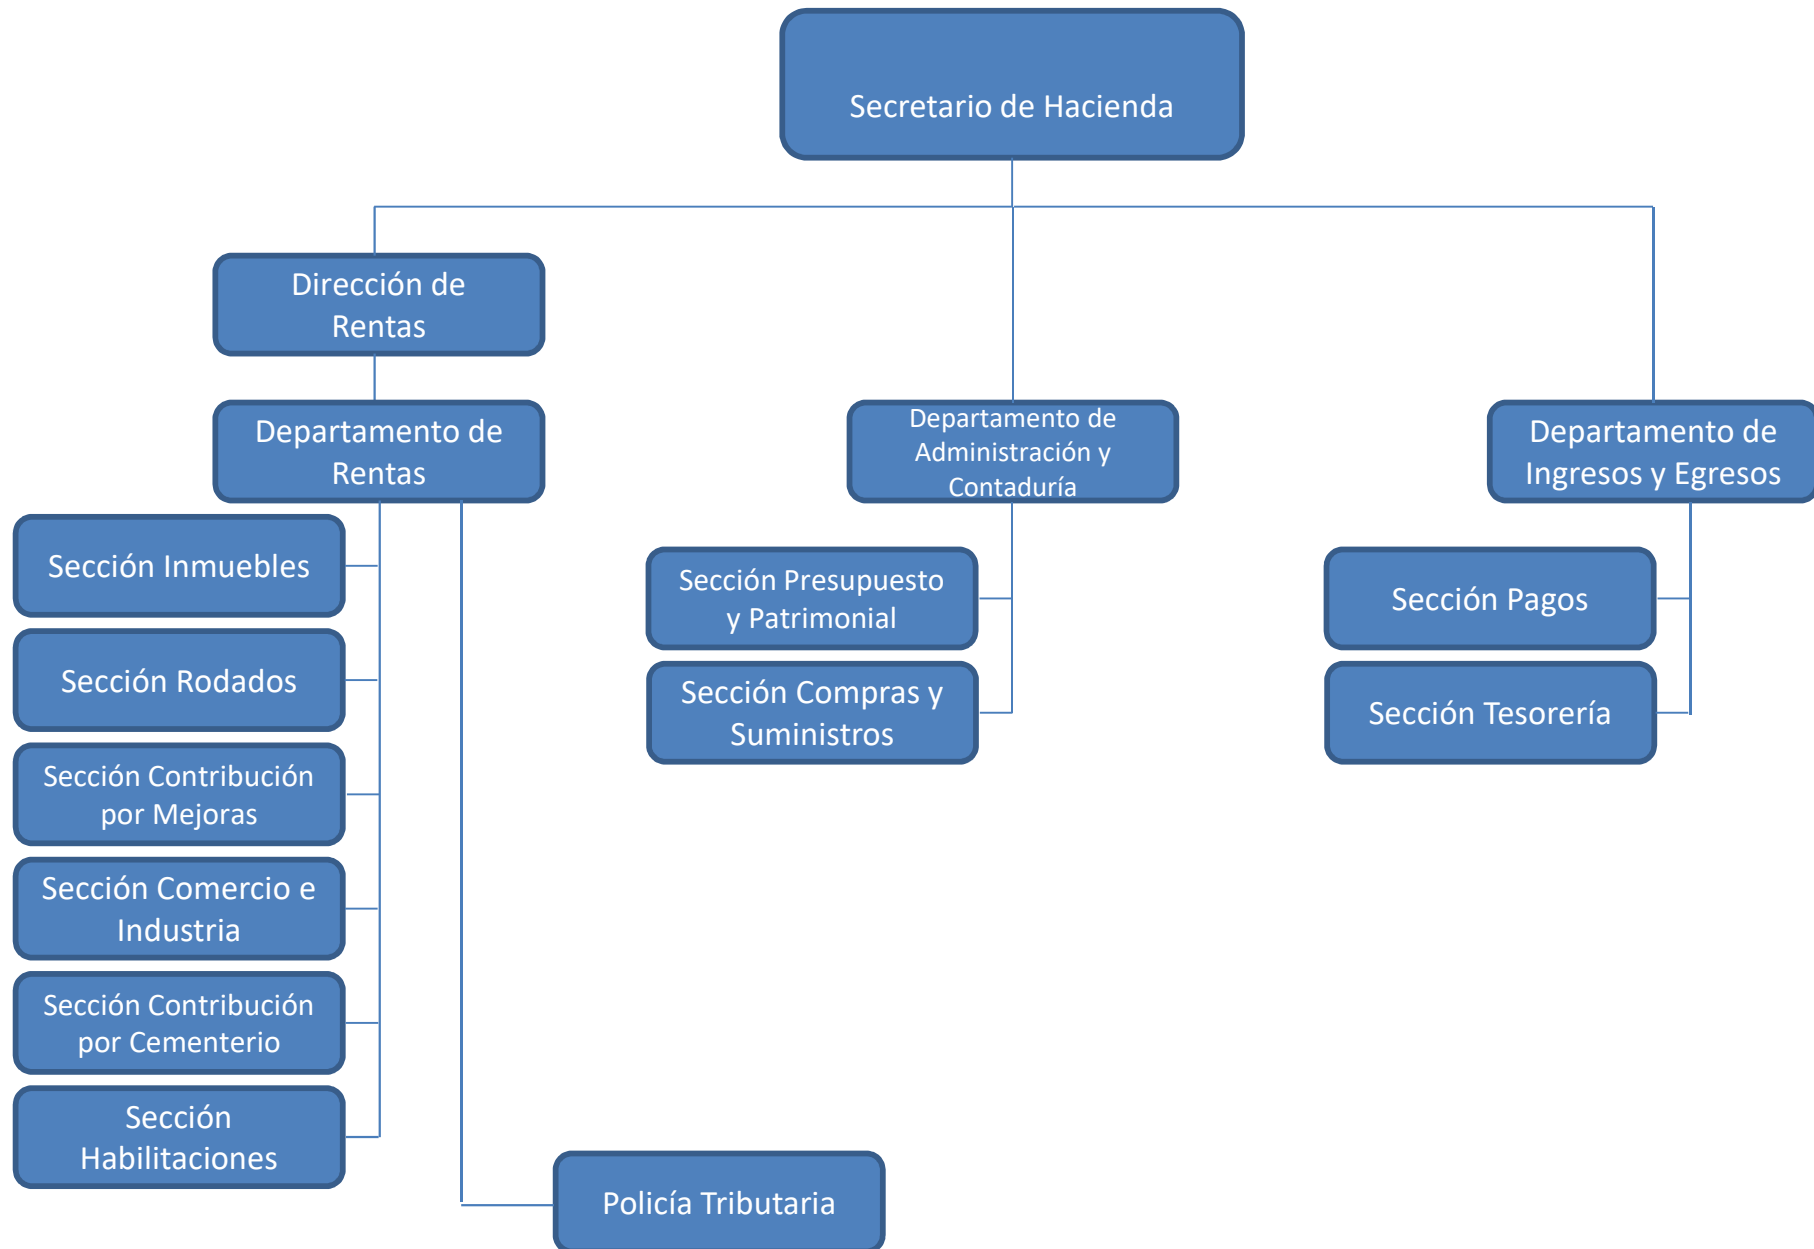 Secretario de Hacienda
Dirección de
Rentas
Departamento de
Rentas
Departamento de
Administración y
Contaduría
Departamento de
Ingresos y Egresos
Sección Inmuebles
Sección Rodados
Sección Contribución
por Mejoras
Sección Comercio e
Industria
Sección Contribución
por Cementerio
Sección
Habilitaciones
Policía Tributaria
Sección Presupuesto
y Patrimonial
Sección Compras y
Suministros
Sección Pagos
Sección Tesorería